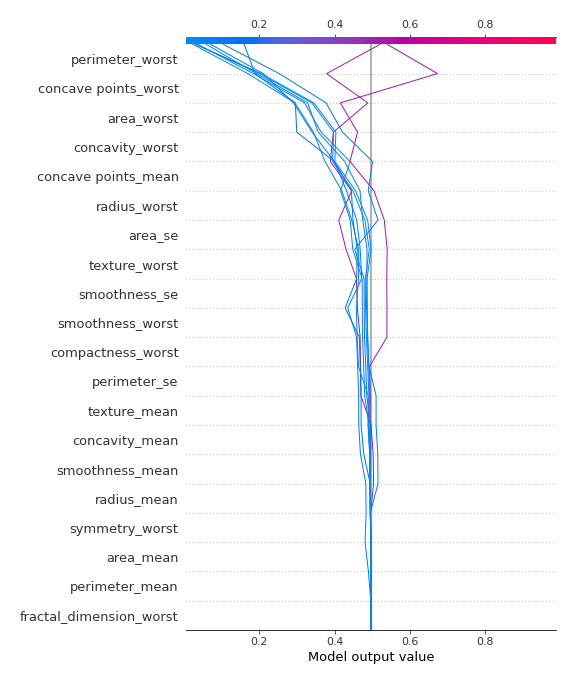 0.2 0.4 0.6 0.8
perimeter_worst
concave points_worst
area_worst
concavity_worst
concave points_mean
radius_worst
area_se
texture_worst
smoothness_se
smoothness_worst
compactness_worst
perimeter_se
texture_mean
concavity_mean
smoothness_mean
radius_mean
symmetry_worst
area_mean
perimeter_mean
fractal_dimension_worst
0.2 0.4 0.6 0.8
Model output value